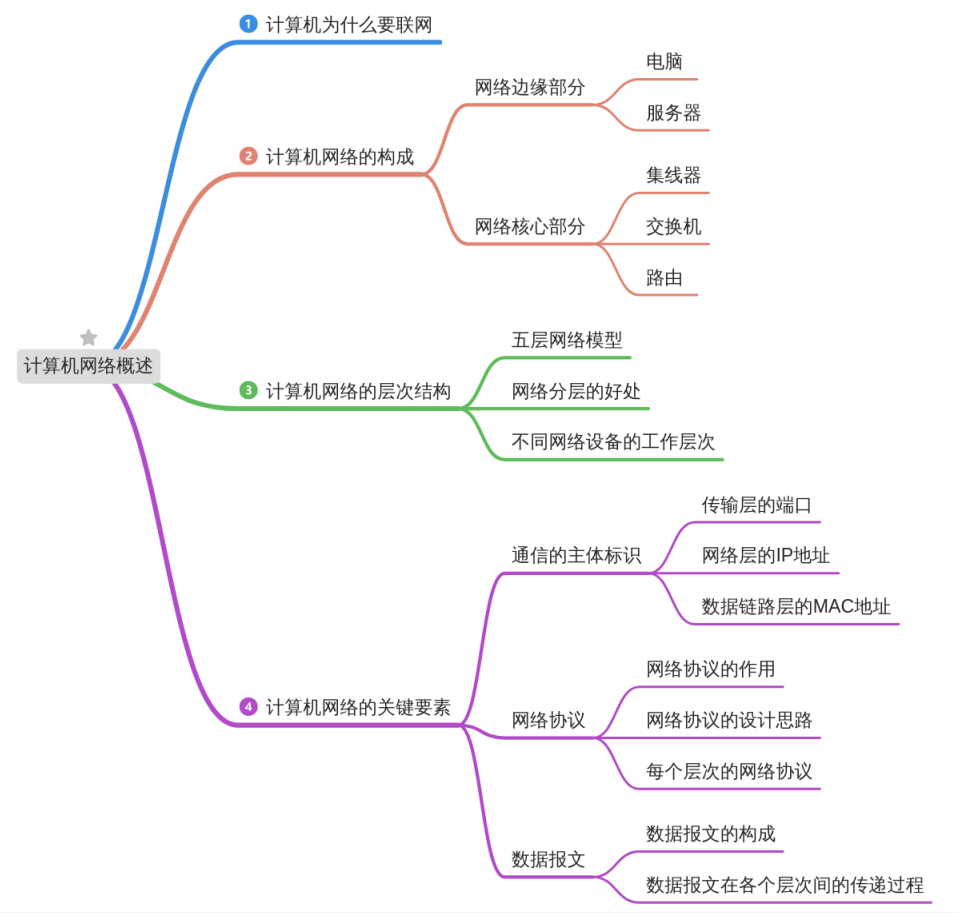 计算机网络概述
1 计算机为什么要联网
2 计算机网络的构成
网络边缘部分
电脑
服务器
网络核心部分
集线器
交换机
路由
3 计算机网络的层次结构
五层网络模型
网络分层的好处
不同网络设备的工作层次
4 计算机网络的关键要素
通信的主体标识
传输层的端口
网络层的IP地址
数据链路层的MAC地址
网络协议
网络协议的作用
网络协议的设计思路
每个层次的网络协议
数据报文
数据报文的构成
数据报文在各个层次间的传递过程